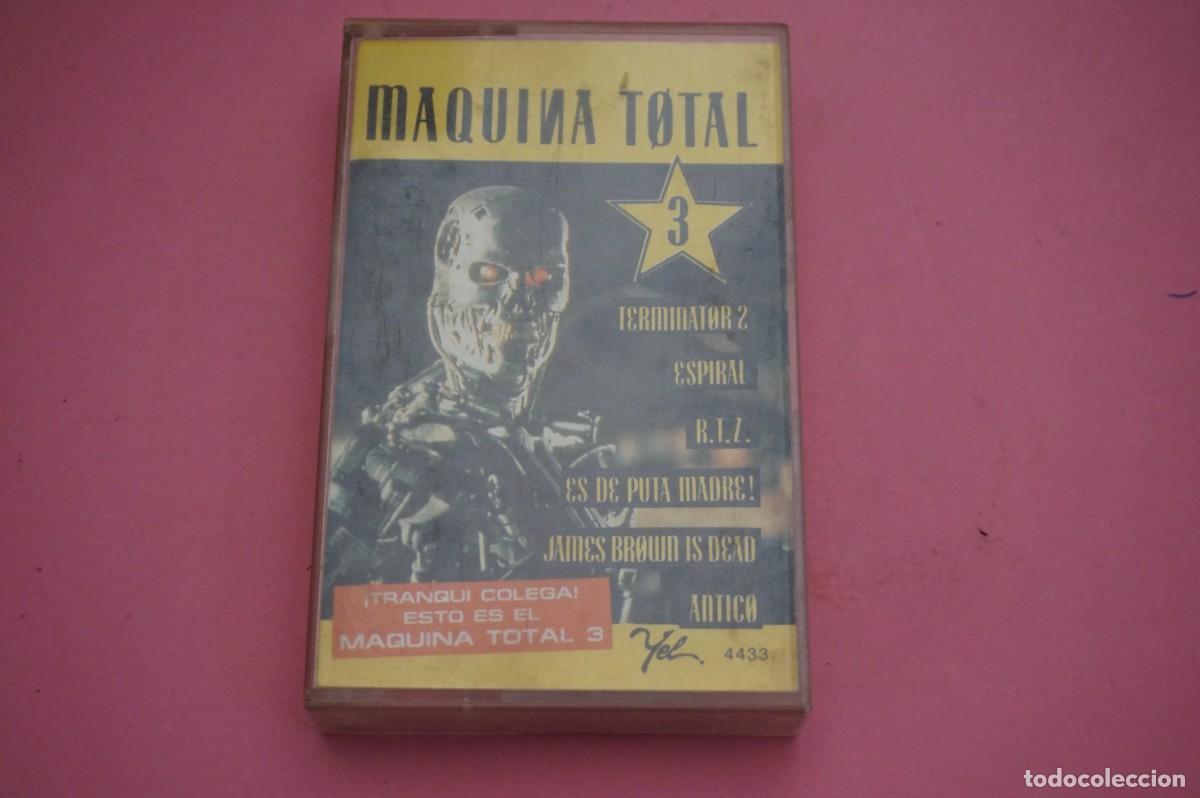 MAQUINA TØTAL
3
TERMINATØR 2
ESPIRAL
R.T.Z.
ES DE PUTA MADRE!
JAMES BRØWN IS DEAD
ANTICØ
¡TRANQUI COLEGA!
ESTO ES EL
MAQUINA TOTAL 3
Yel. 4433
todocoleccion